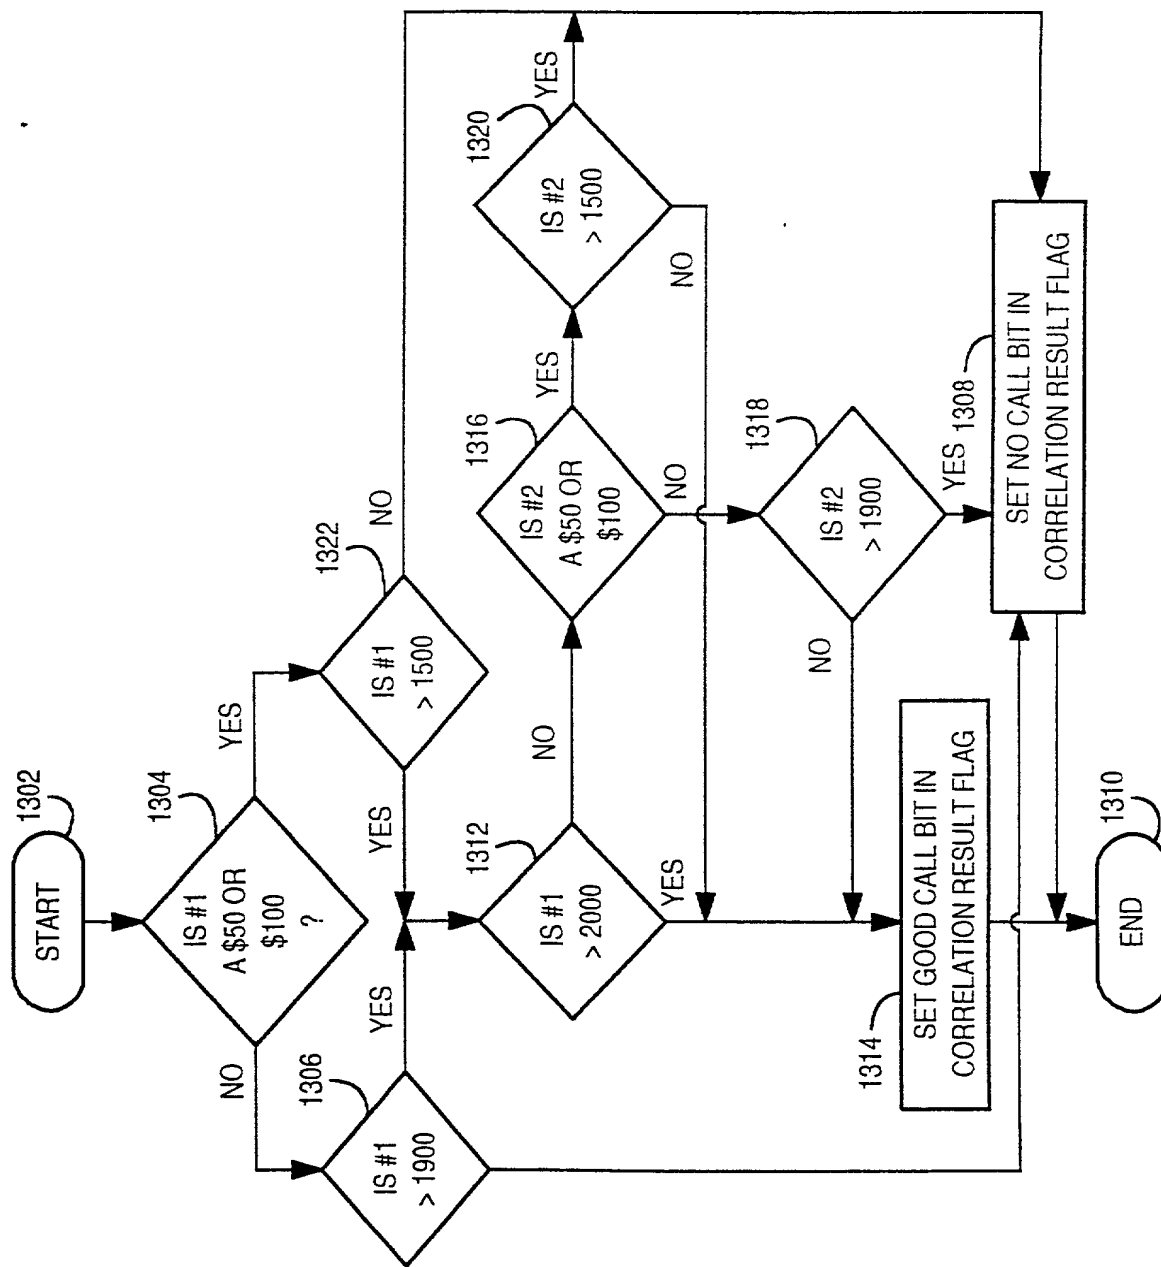 1302
START
1304
IS #1
A $50 OR
$100
?
NO
YES
1306
IS #1
> 1900
YES
1322
IS #1
> 1500
YES
NO
1312
IS #1
> 2000
YES
NO
1316
IS #2
A $50 OR
$100
YES
NO
1320
IS #2
> 1500
YES
NO
1318
IS #2
> 1900
NO
YES
1314
SET GOOD CALL BIT IN
CORRELATION RESULT FLAG
1308
SET NO CALL BIT IN
CORRELATION RESULT FLAG
1310
END